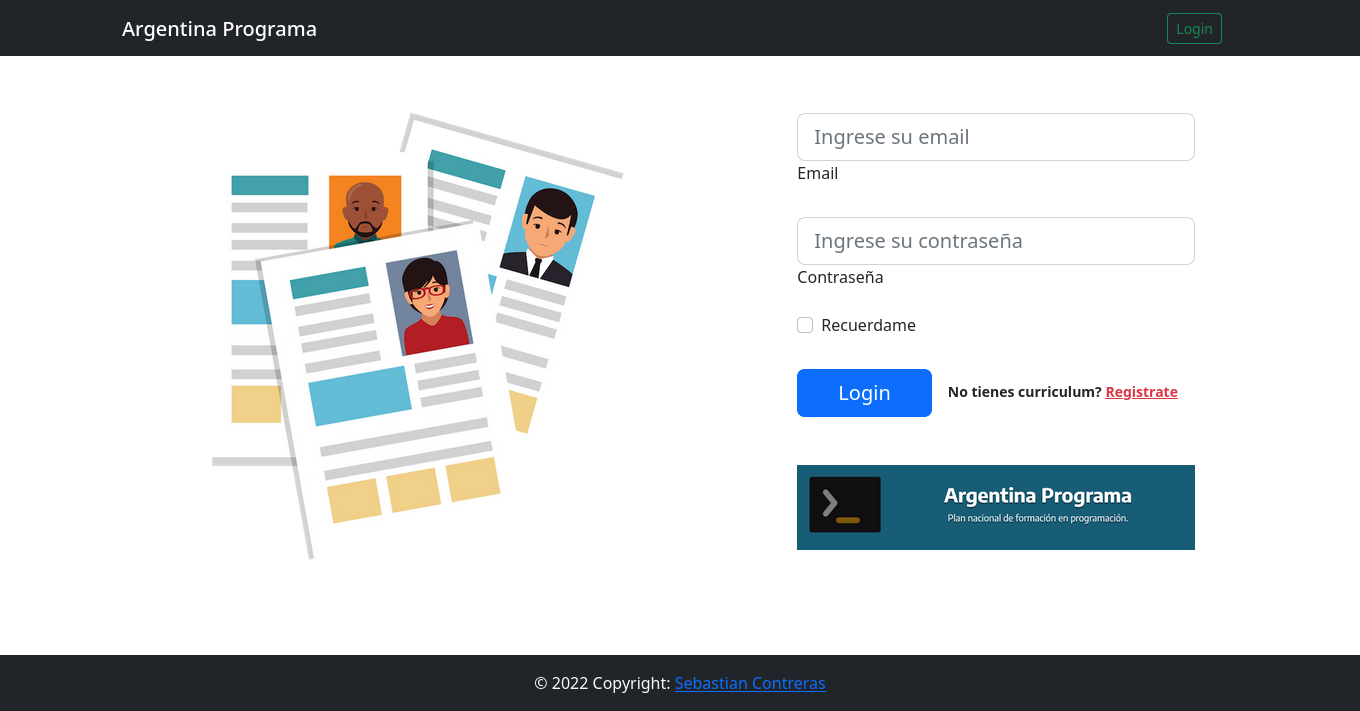 Argentina Programa
Login
Ingrese su email
Email
Ingrese su contraseña
Contraseña
Recuerdame
Login
No tienes curriculum? Registrate
Argentina Programa
Plan nacional de formación en programación.
© 2022 Copyright: Sebastian Contreras